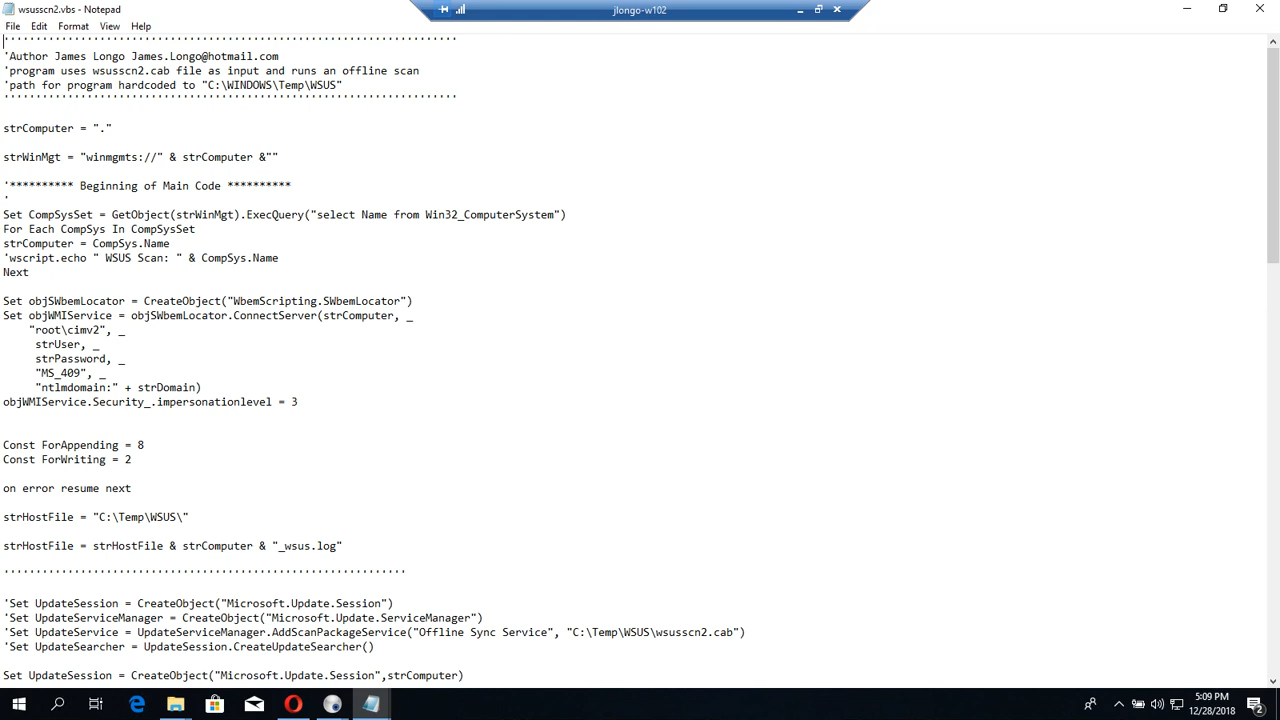 wsusscn2.vbs - Notepad
jlongo-w102
File Edit Format View Help
'''''''''''''''''''''''''''''''''''''''''''''''''''''''''''''''''''''''
'Author James Longo James.Longo@hotmail.com
'program uses wsusscn2.cab file as input and runs an offline scan
'path for program hardcoded to "C:\WINDOWS\Temp\WSUS"
'''''''''''''''''''''''''''''''''''''''''''''''''''''''''''''''''''''''
strComputer = "."
strWinMgt = "winmgmts://" & strComputer &""
'********** Beginning of Main Code **********
'
Set CompSysSet = GetObject(strWinMgt).ExecQuery("select Name from Win32_ComputerSystem")
For Each CompSys In CompSysSet
strComputer = CompSys.Name
'wscript.echo " WSUS Scan: " & CompSys.Name
Next
Set objSWbemLocator = CreateObject("WbemScripting.SWbemLocator")
Set objWMIService = objSWbemLocator.ConnectServer(strComputer, _
"root\cimv2", _
strUser, _
strPassword, _
"MS_409", _
"ntlmdomain:" + strDomain)
objWMIService.Security_.impersonationlevel = 3
Const ForAppending = 8
Const ForWriting = 2
on error resume next
strHostFile = "C:\Temp\WSUS\"
strHostFile = strHostFile & strComputer & "_wsus.log"
'''''''''''''''''''''''''''''''''''''''''''''''''''''''''''''''
'Set UpdateSession = CreateObject("Microsoft.Update.Session")
'Set UpdateServiceManager = CreateObject("Microsoft.Update.ServiceManager")
'Set UpdateService = UpdateServiceManager.AddScanPackageService("Offline Sync Service", "C:\Temp\WSUS\wsusscn2.cab")
'Set UpdateSearcher = UpdateSession.CreateUpdateSearcher()
Set UpdateSession = CreateObject("Microsoft.Update.Session",strComputer)
5:09 PM
12/28/2018
2